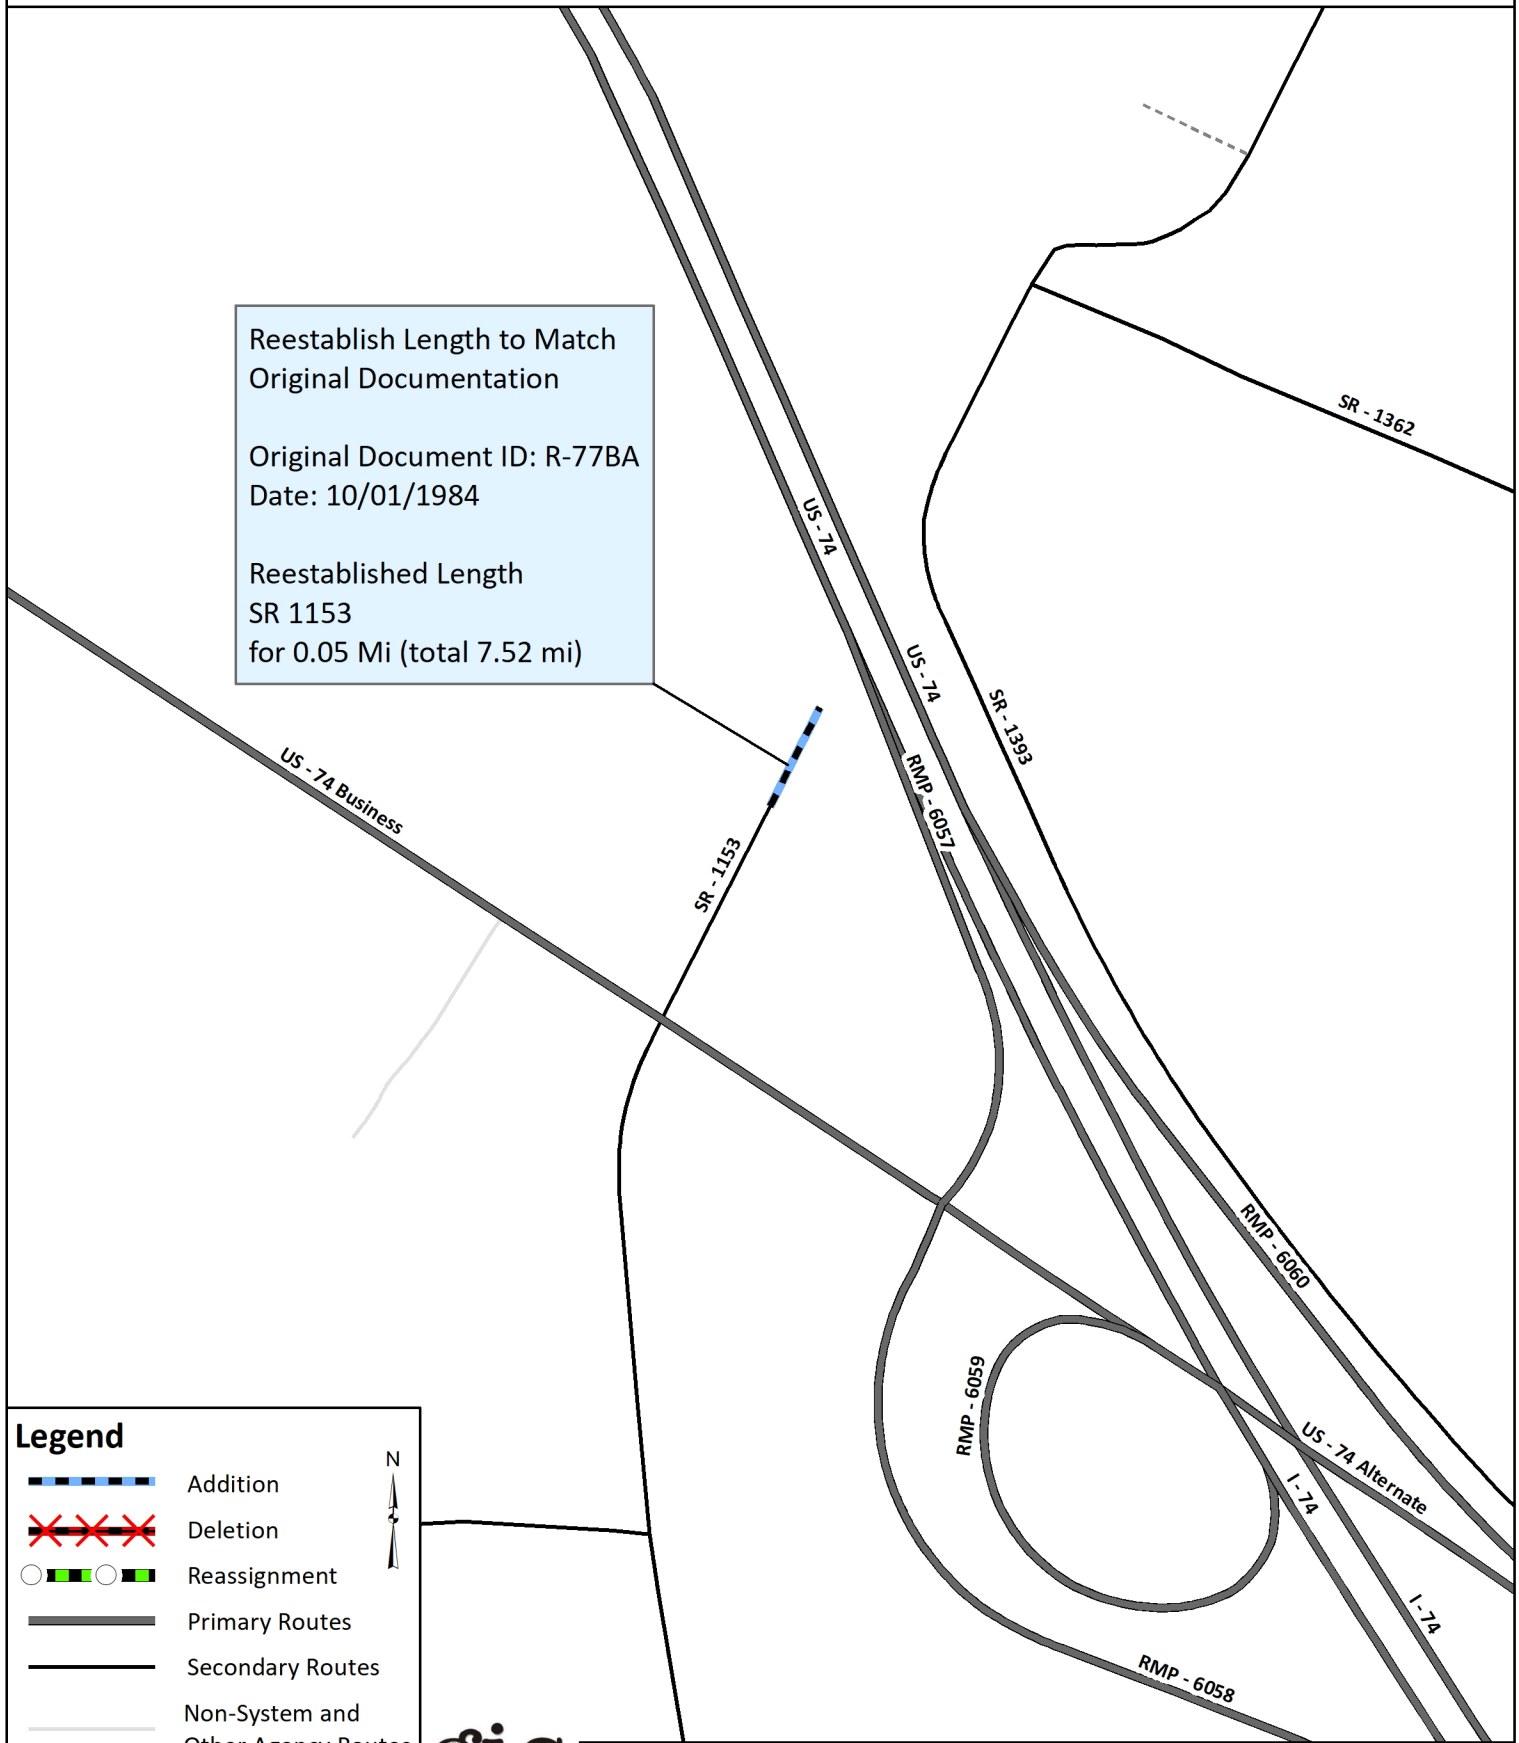 Reestablish Length to Match
Original Documentation
Original Document ID: R-77BA
Date: 10/01/1984
Reestablished Length
SR 1153
for 0.05 Mi (total 7.52 mi)
SR - 1362
US - 74
US - 74
SR - 1393
RMP - 6057
US - 74 Business
SR - 1153
RMP - 6060
RMP - 6059
US - 74 Alternate
I - 74
I - 74
RMP - 6058
Legend
N
Addition
Deletion
Reassignment
Primary Routes
Secondary Routes
Non-System and
Other Agency Routes